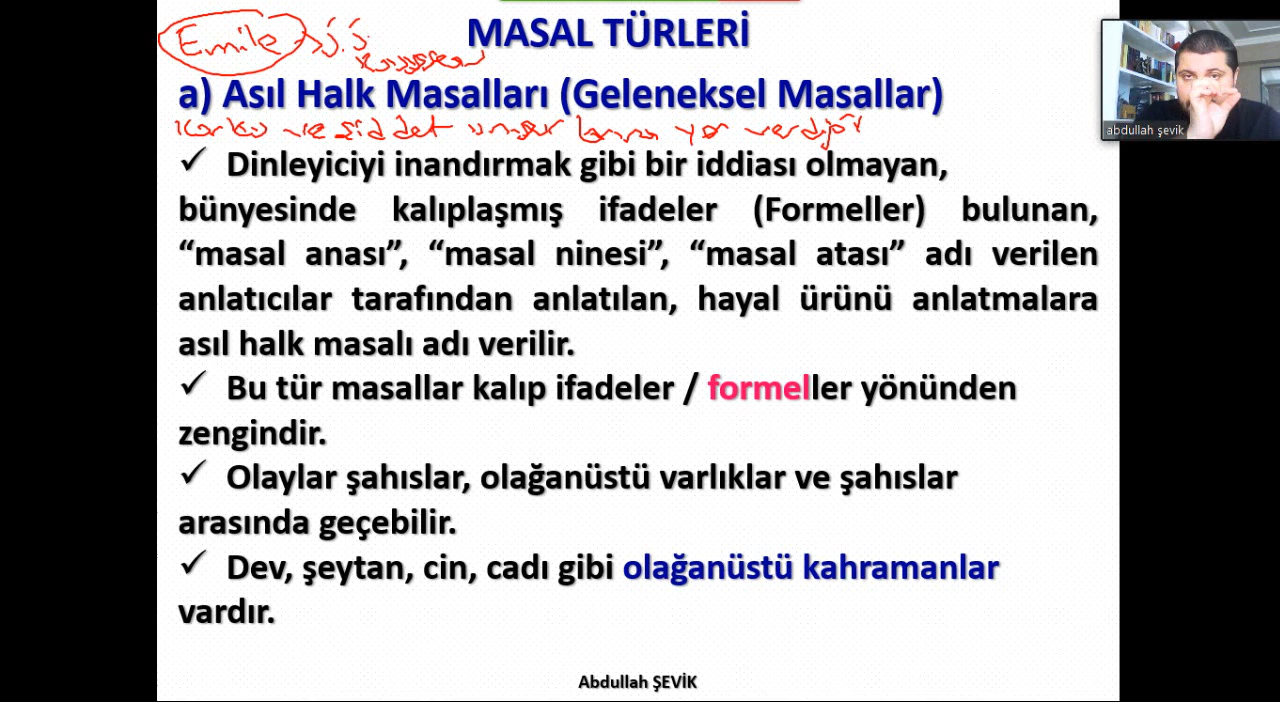 MASAL TÜRLERİ
Emile → J.J.
a) Asıl Halk Masalları (Geleneksel Masallar)
Korku ve şiddet unsurlarına yer verdiği
✓ Dinleyiciyi inandırmak gibi bir iddiası olmayan,
bünyesinde kalıplaşmış ifadeler (Formeller) bulunan,
“masal anası”, “masal ninesi”, “masal atası” adı verilen
anlatıcılar tarafından anlatılan, hayal ürünü anlatmalara
asıl halk masalı adı verilir.
✓ Bu tür masallar kalıp ifadeler / formeller yönünden
zengindir.
✓ Olaylar şahıslar, olağanüstü varlıklar ve şahıslar
arasında geçebilir.
✓ Dev, şeytan, cin, cadı gibi olağanüstü kahramanlar
vardır.
Abdullah ŞEVİK
abdullah şevik